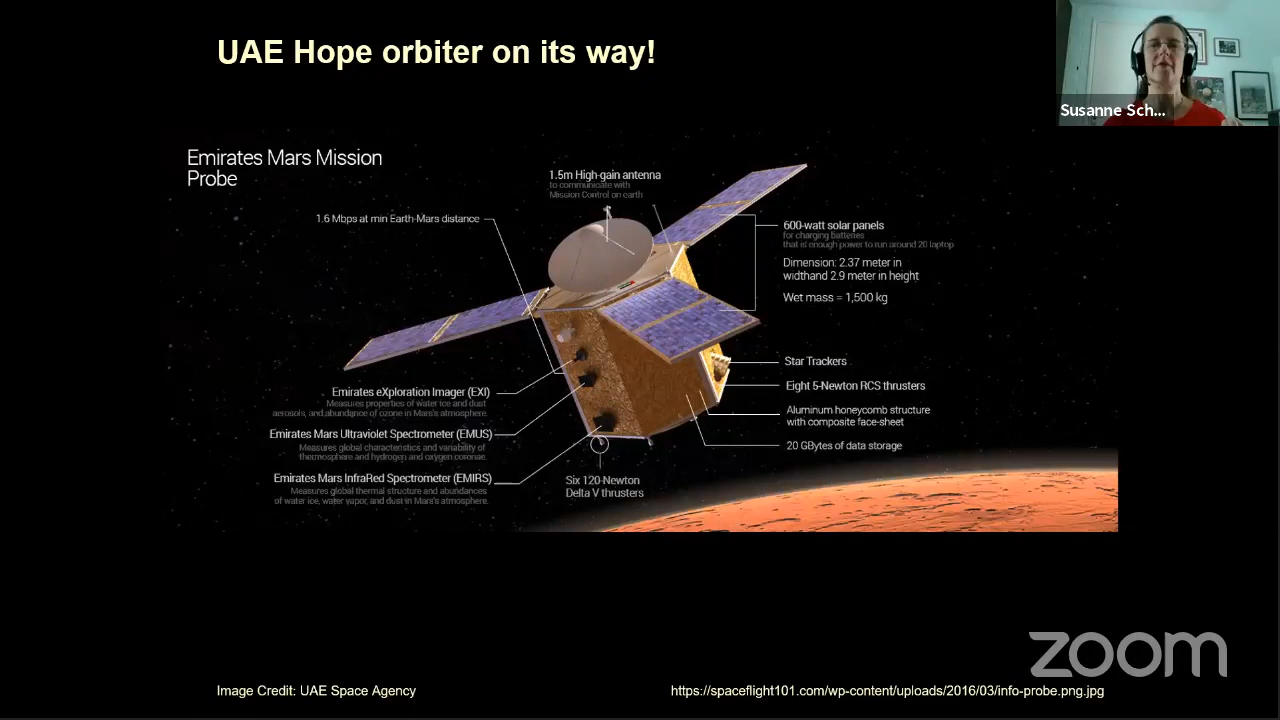 UAE Hope orbiter on its way!
Susanne Sch...
Emirates Mars Mission
Probe
1.5m High-gain antenna
to communicate with
Mission Control on earth
1.6 Mbps at min Earth-Mars distance
600-watt solar panels
for charging batteries
that is enough power to run around 20 laptop
Dimension: 2.37 meter in
widthand 2.9 meter in height
Wet mass = 1,500 kg
Star Trackers
Eight 5-Newton RCS thrusters
Aluminum honeycomb structure
with composite face-sheet
20 GBytes of data storage
Emirates eXploration Imager (EXI)
Measures properties of water ice and dust
aerosols, and abundance of ozone in Mars's atmosphere.
Emirates Mars Ultraviolet Spectrometer (EMUS)
Measures global characteristics and variability of
thermosphere and hydrogen and oxygen coronae.
Emirates Mars InfraRed Spectrometer (EMIRS)
Measures global thermal structure and abundances
of water ice, water vapor, and dust in Mars's atmosphere.
Six 120-Newton
Delta V thrusters
zoom
Image Credit: UAE Space Agency
https://spaceflight101.com/wp-content/uploads/2016/03/info-probe.png.jpg